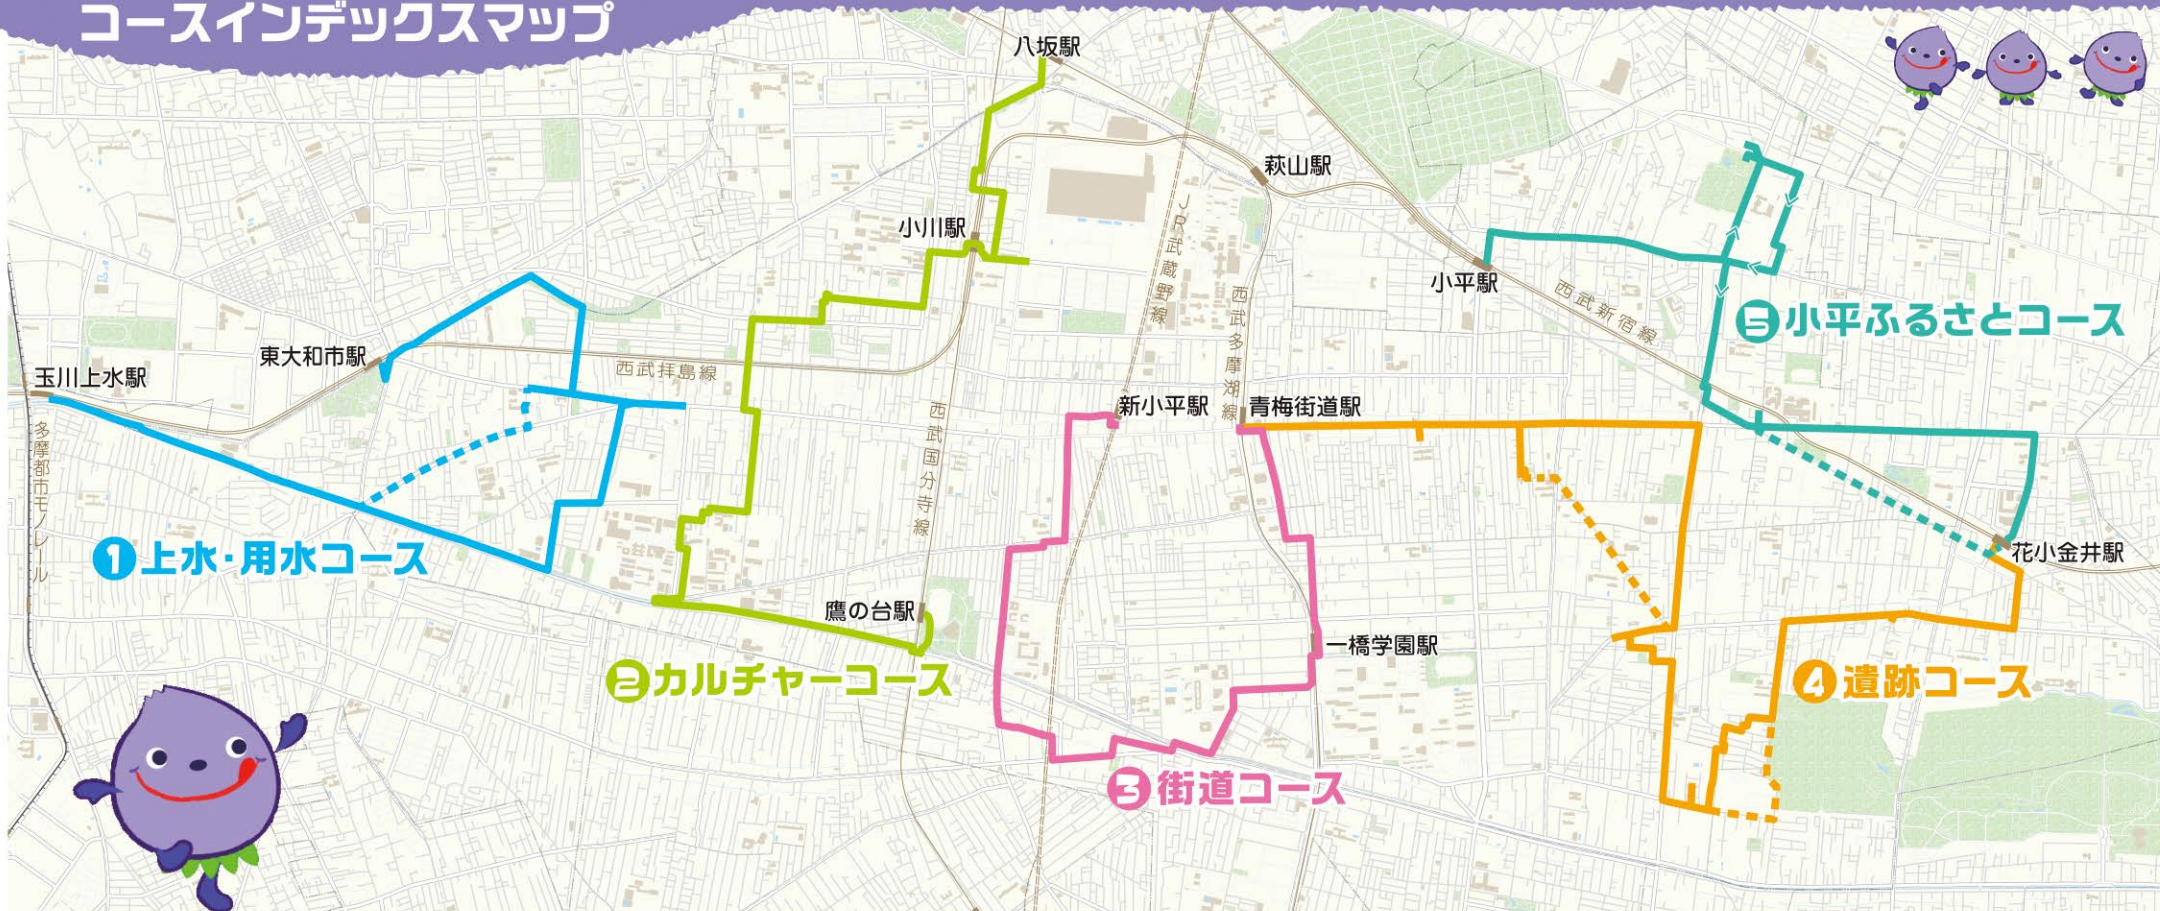 コースインデックスマップ
八坂駅
萩山駅
小川駅
JR武蔵野線
小平駅
西武新宿線
5小平ふるさとコース
東大和市駅
玉川上水駅
西武拝島線
西武多摩湖線
新小平駅
青梅街道駅
多摩都市モノレール
西武国分寺線
1上水・用水コース
花小金井駅
鷹の台駅
一橋学園駅
2カルチャーコース
4遺跡コース
3街道コース